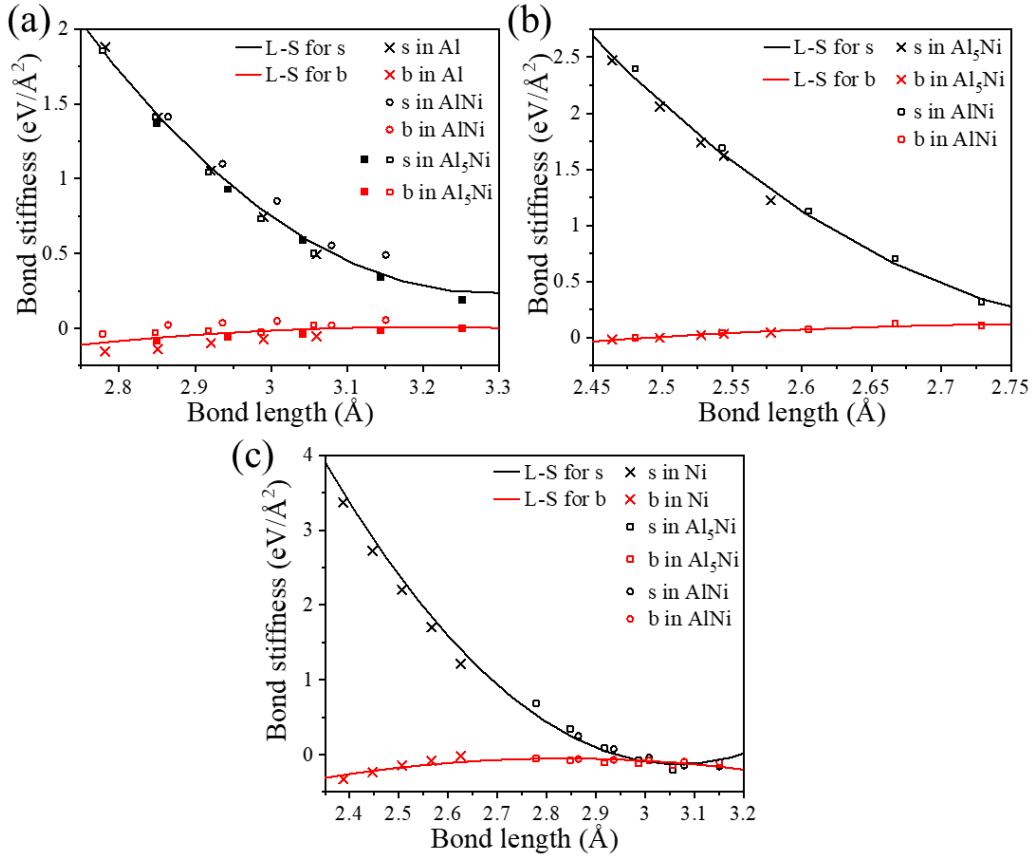 (a)
2
1.5
1
0.5
0
2.8
2.9
3
3.1
3.2
3.3
Bond stiffness (eV/Å²)
Bond length (Å)
L-S for s
L-S for b
s in Al
b in Al
s in AlNi
b in AlNi
s in Al₅Ni
b in Al₅Ni
(b)
2.5
2
1.5
1
0.5
0
2.45
2.5
2.55
2.6
2.65
2.7
2.75
Bond stiffness (eV/Å²)
Bond length (Å)
L-S for s
L-S for b
s in Al₅Ni
b in Al₅Ni
s in AlNi
b in AlNi
(c)
4
3
2
1
0
2.4
2.5
2.6
2.7
2.8
2.9
3
3.1
3.2
Bond stiffness (eV/Å²)
Bond length (Å)
L-S for s
L-S for b
s in Ni
b in Ni
s in Al₅Ni
b in Al₅Ni
s in AlNi
b in AlNi